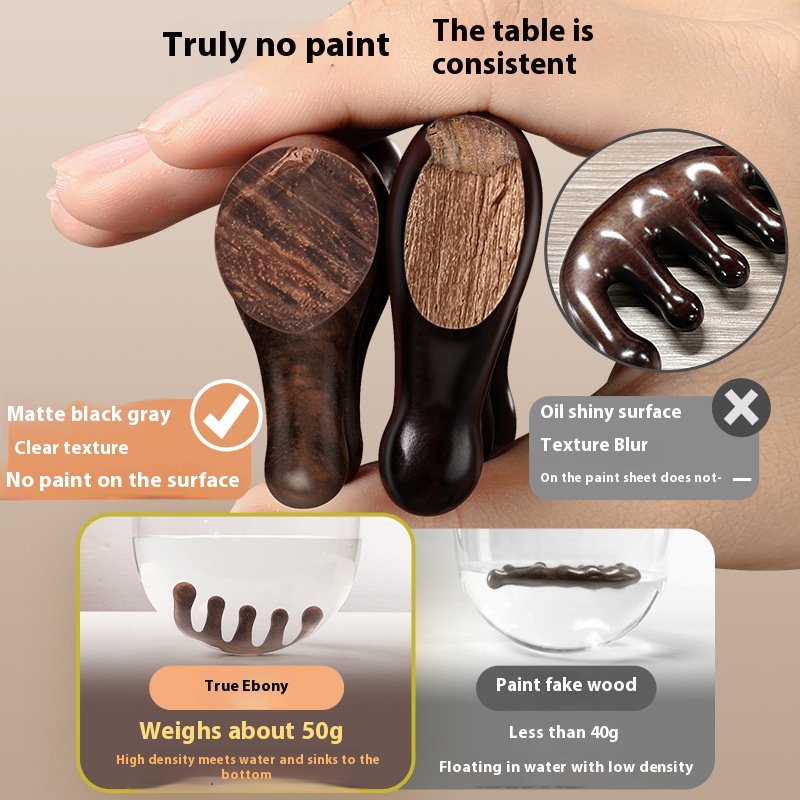 Truly no paint
The table is
consistent
Matte black gray
Clear texture
No paint on the surface
Oil shiny surface
Texture Blur
On the paint sheet does not-
True Ebony
Weighs about 50g
High density meets water and sinks to the
bottom
Paint fake wood
Less than 40g
Floating in water with low density